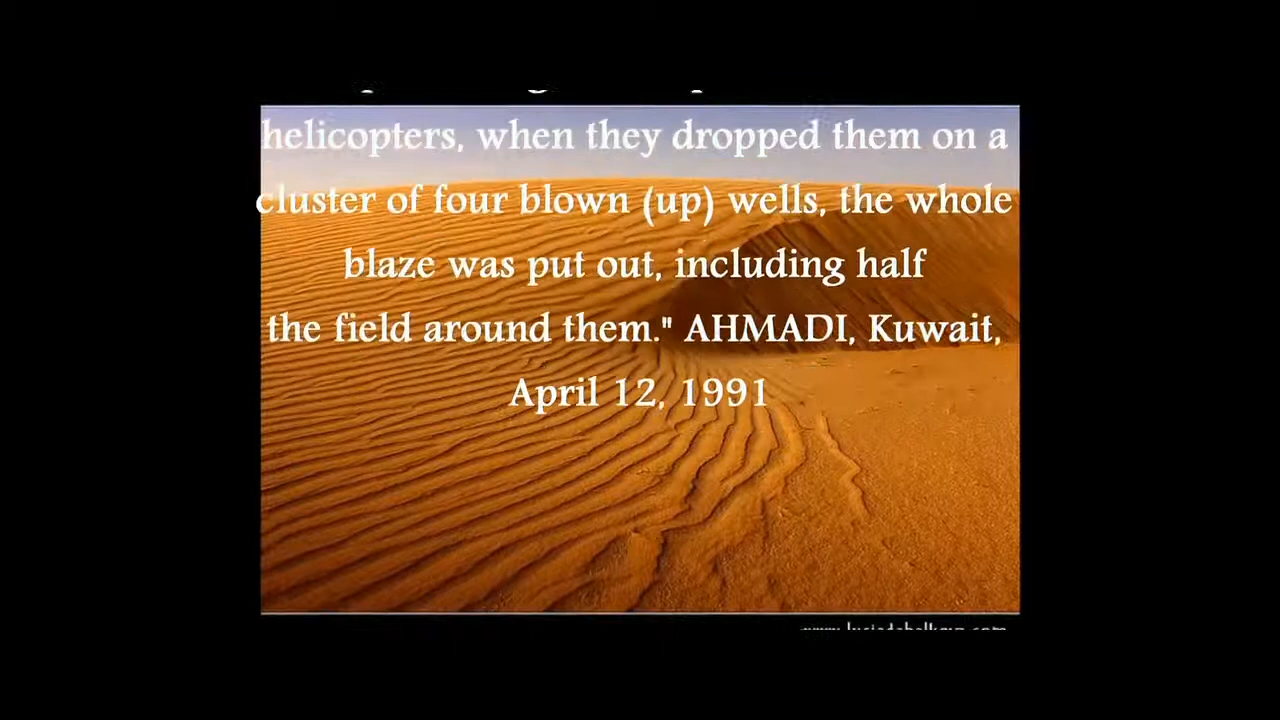 helicopters, when they dropped them on a
cluster of four blown (up) wells, the whole
blaze was put out, including half
the field around them." AHMADI, Kuwait,
April 12, 1991